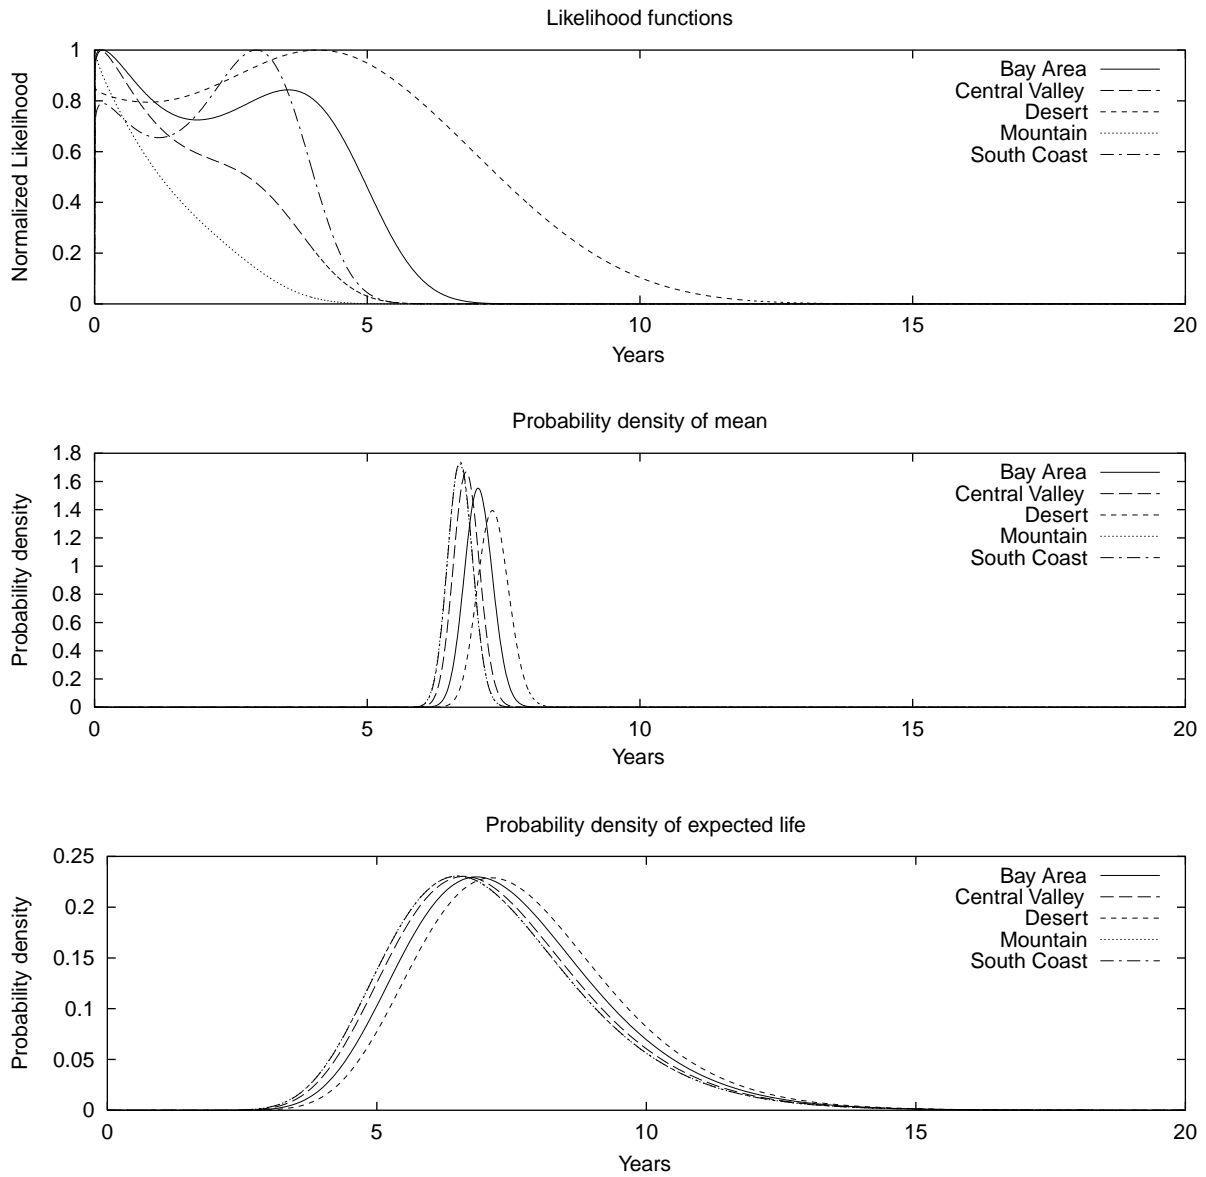 Likelihood functions
Normalized Likelihood
1
0.8
0.6
0.4
0.2
0
0 5 10 15 20
Years
Bay Area
Central Valley
Desert
Mountain
South Coast
Probability density of mean
Probability density
1.8
1.6
1.4
1.2
1
0.8
0.6
0.4
0.2
0
0 5 10 15 20
Years
Bay Area
Central Valley
Desert
Mountain
South Coast
Probability density of expected life
Probability density
0.25
0.2
0.15
0.1
0.05
0
0 5 10 15 20
Years
Bay Area
Central Valley
Desert
Mountain
South Coast